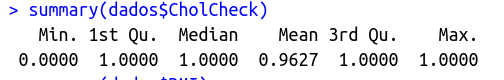 > summary(dados$CholCheck)
Min. 1st Qu. Median Mean 3rd Qu. Max.
0.0000 1.0000 1.0000 0.9627 1.0000 1.0000